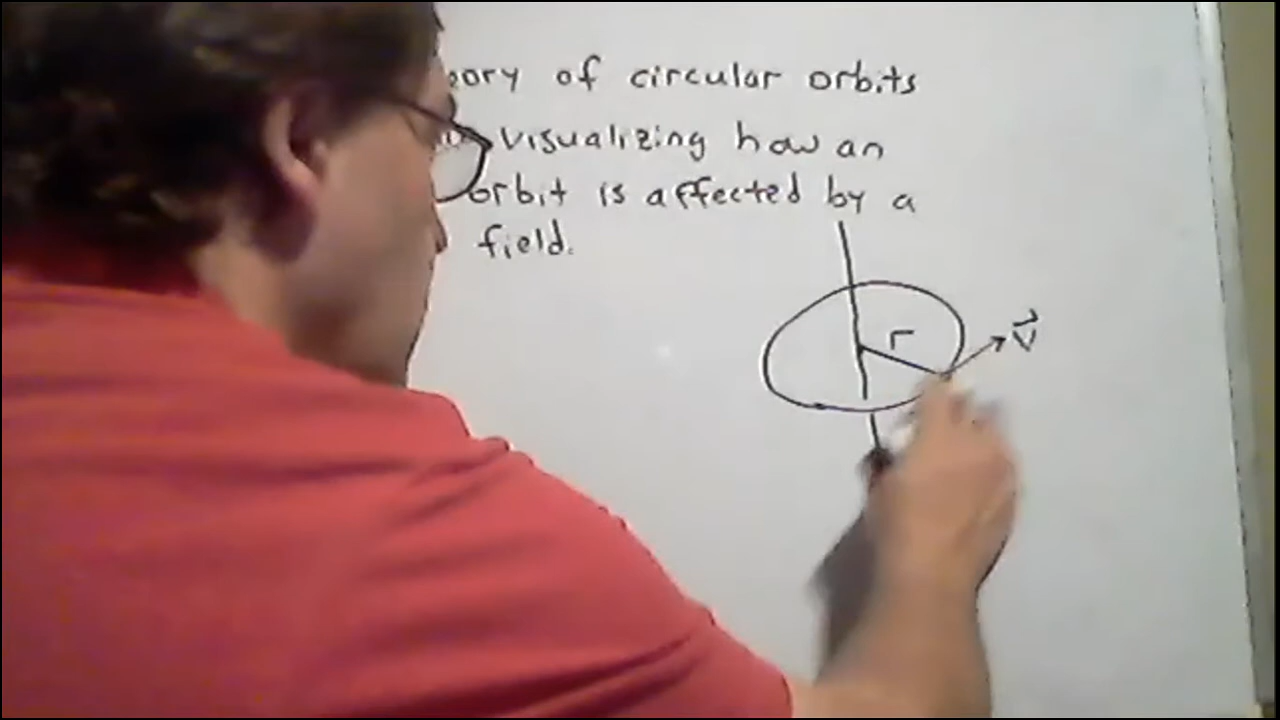 eory of circular orbits
visualizing how an
orbit is affected by a
field.
r
v⃗